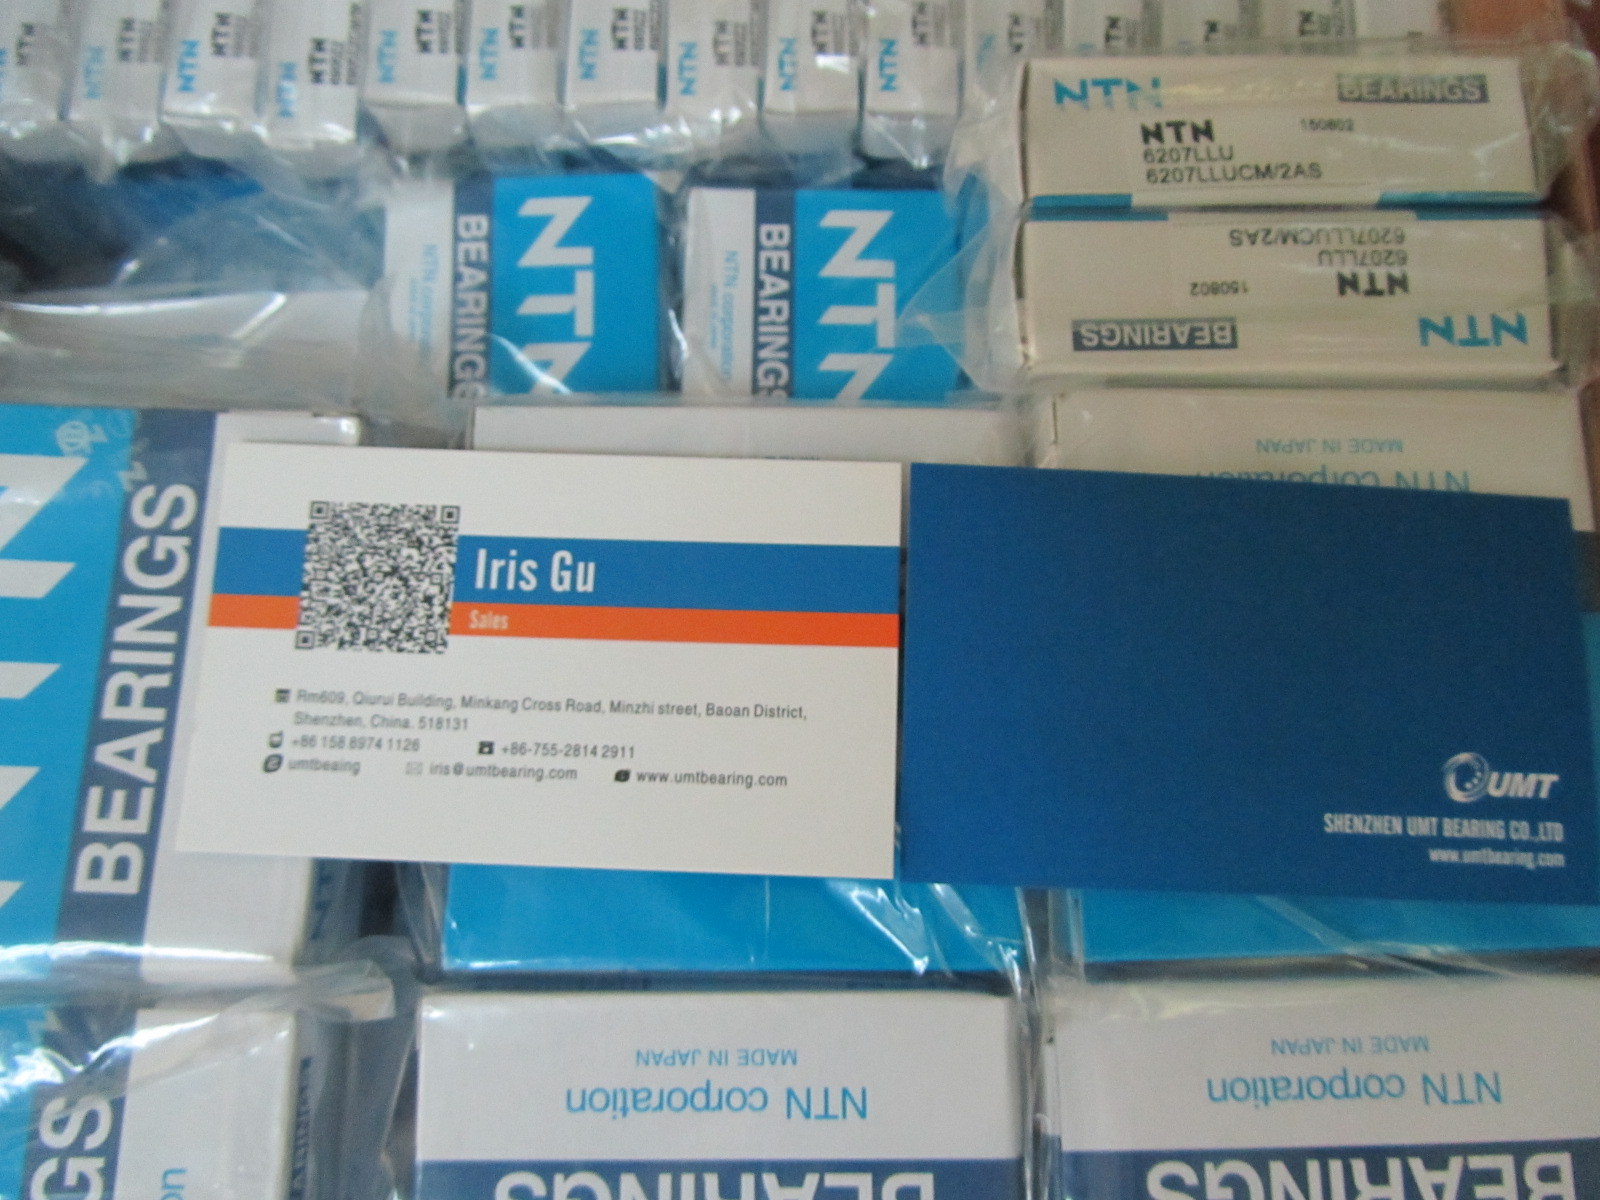 NTN
BEARINGS
NTN
150802
6207LLU
6207LLUCM/2AS
6207LLUCM/2AS
6207LLU
NTN
150802
BEARINGS
NTN
BEARINGS
NTN
NTN corporation
BEARINGS
NTN
NTN corporation
MADE IN JAPAN
NTN corporation
BEARINGS
Iris Gu
Sales
Rm609, Qiurui Building, Minkang Cross Road, Minzhi street, Baoan District,
Shenzhen, China. 518131
+86 158 8974 1126 +86-755-2814 2911
umtbeaing iris@umtbearing.com www.umtbearing.com
UMT
SHENZHEN UMT BEARING CO.,LTD
www.umtbearing.com
MADE IN JAPAN
NTN corporation
BEARINGS
MADE IN JAPAN
NTN corporation
BEARINGS